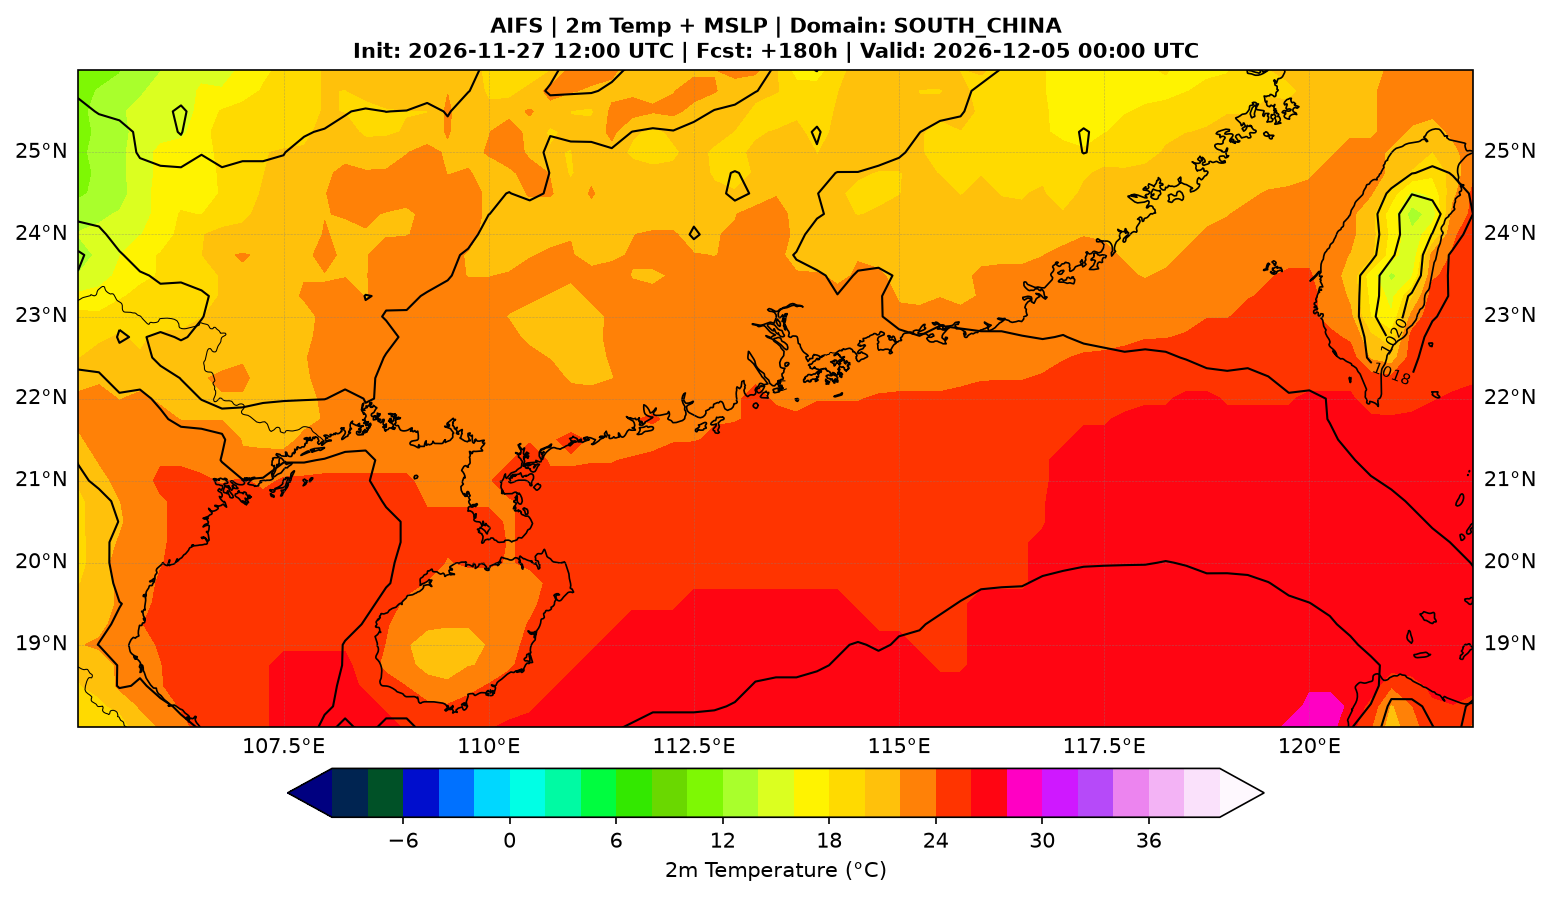 AIFS | 2m Temp + MSLP | Domain: SOUTH_CHINA
Init: 2026-11-27 12:00 UTC | Fcst: +180h | Valid: 2026-12-05 00:00 UTC
25°N 25°N
24°N 24°N
23°N 23°N
1020
1018
22°N 22°N
21°N 21°N
20°N 20°N
19°N 19°N
107.5°E 110°E 112.5°E 115°E 117.5°E 120°E
−6 0 6 12 18 24 30 36
2m Temperature (°C)